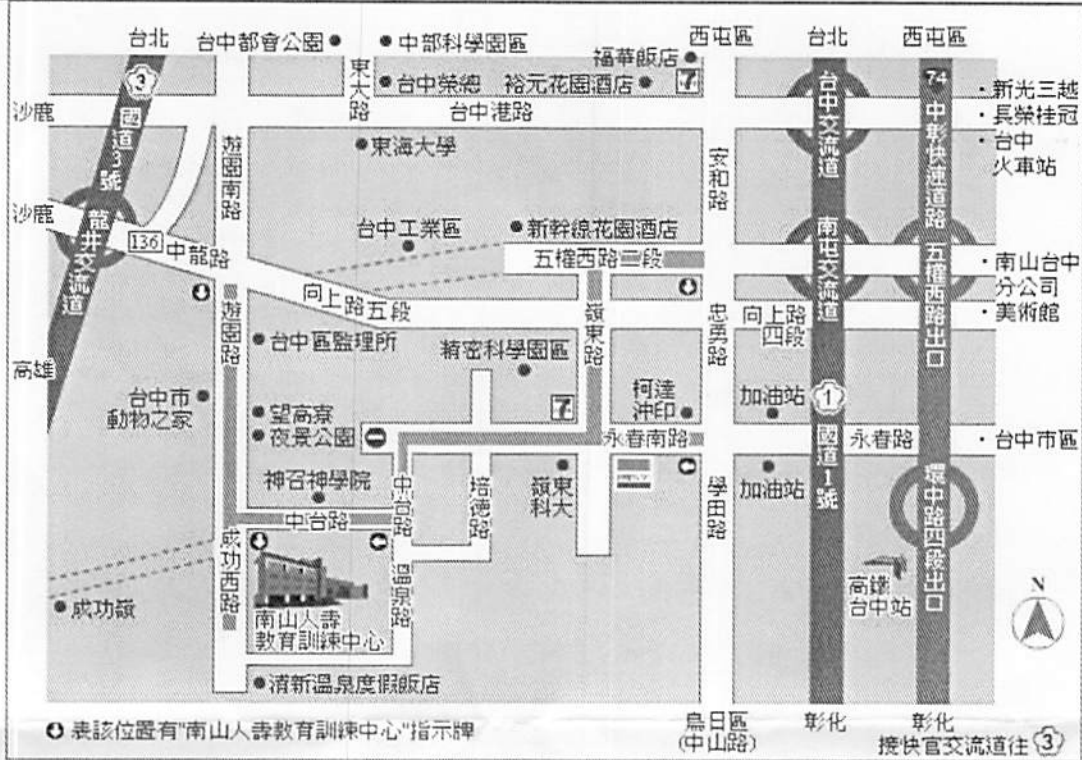 台北
台中都會公園
中部科學園區
西屯區
台北
西屯區
福華飯店
3
國道3號
東大路
台中榮總
裕元花園酒店
7
台中交流道
74
中彰快速道路
・新光三越
・長榮桂冠
・台中
火車站
沙鹿
台中港路
遊園南路
東海大學
安和路
沙鹿
龍井交流道
136
中龍路
台中工業區
新幹線花園酒店
五權西路三段
南屯交流道
五權西路出口
・南山台中
分公司
・美術館
向上路五段
遊園路
嶺東路
忠勇路
向上路
四段
台中區監理所
精密科學園區
高雄
台中市
動物之家
望高寮
夜景公園
7
柯達
沖印
加油站
1
國道1號
永春南路
永春路
・台中市區
神召神學院
中台路
中台路
培德路
嶺東
科大
學田路
加油站
環中路四段出口
成功西路
溫泉路
成功嶺
南山人壽
教育訓練中心
高鐵
台中站
N
清新溫泉度假飯店
表該位置有"南山人壽教育訓練中心"指示牌
烏日區
(中山路)
彰化
彰化
接快官交流道往3